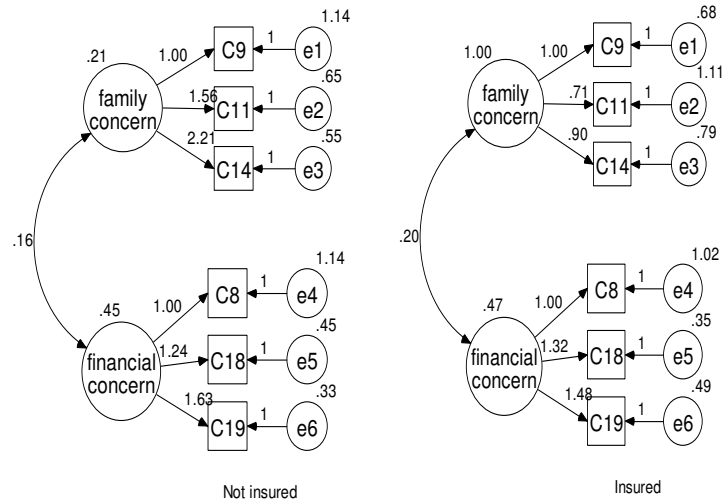 1.14
.21
1.00
C9
1
e1
.65
family
concern
1.56
C11
1
e2
.55
2.21
C14
1
e3
.16
1.14
.45
1.00
C8
1
e4
.45
financial
concern
1.24
C18
1
e5
.33
1.63
C19
1
e6
Not insured
.68
1.00
1.00
C9
1
e1
1.11
family
concern
.71
C11
1
e2
.79
.90
C14
1
e3
.20
1.02
.47
1.00
C8
1
e4
.35
financial
concern
1.32
C18
1
e5
.49
1.48
C19
1
e6
Insured